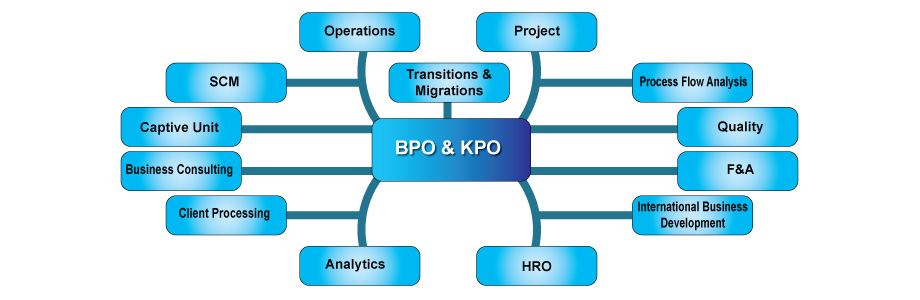 Operations
Project
Transitions &
Migrations
SCM
Process Flow Analysis
Captive Unit
Quality
BPO & KPO
Business Consulting
F&A
Client Processing
International Business
Development
Analytics
HRO